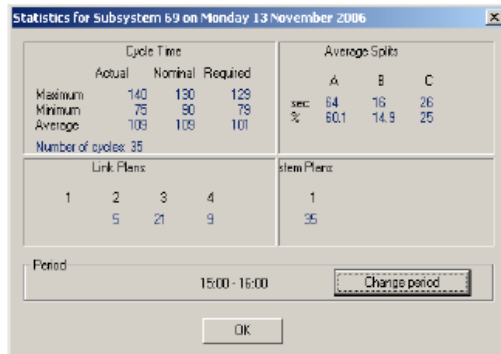 Statistics for Subsystem 69 on Monday 13 November 2006
Cycle Time
Actual Nominal Required
Maximum 140 130 129
Minimum 75 90 79
Average 109 109 101
Number of cycles: 35
Average Splits
A B C
sec 64 16 26
% 60.1 14.9 25
Link Plans
1 2 3 4
5 21 9
stem Plans
1
35
Period
15:00 - 16:00
Change period
OK